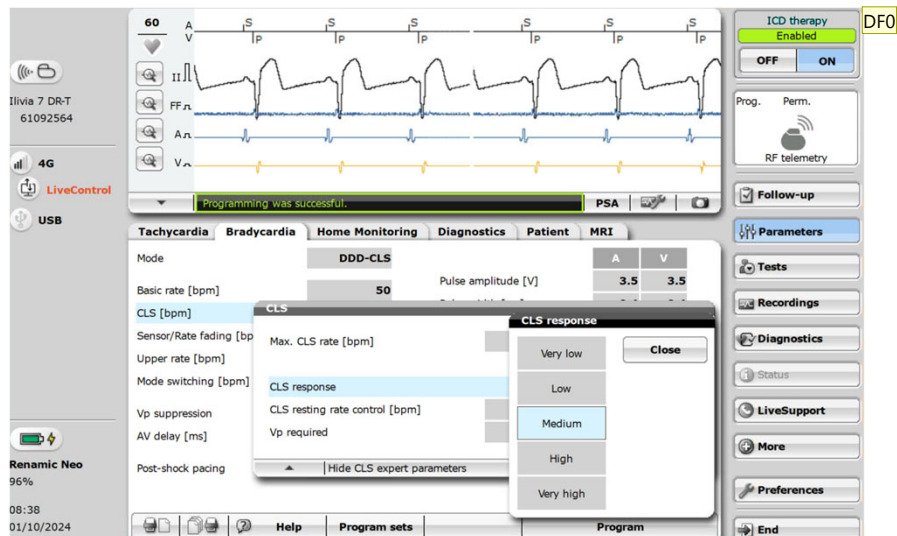 60
A
V
S
S
S
S
S
S
P
P
P
P
P
P
II
FF
A
V
ICD therapy
Enabled
OFF
ON
DF0
Ilivia 7 DR-T
61092564
4G
LiveControl
USB
Prog. Perm.
RF telemetry
Programming was successful.
PSA
Tachycardia Bradycardia Home Monitoring Diagnostics Patient MRI
Mode DDD-CLS A V
Pulse amplitude [V] 3.5 3.5
Basic rate [bpm] 50
CLS [bpm]
Sensor/Rate fading [bp
Upper rate [bpm]
Mode switching [bpm]
Vp suppression
AV delay [ms]
Post-shock pacing
CLS
Max. CLS rate [bpm]
CLS response
CLS resting rate control [bpm]
Vp required
Hide CLS expert parameters
CLS response
Very low
Close
Low
Medium
High
Very high
Follow-up
Parameters
Tests
Recordings
Diagnostics
Status
LiveSupport
More
Preferences
End
Renamic Neo
96%
08:38
01/10/2024
Help Program sets Program